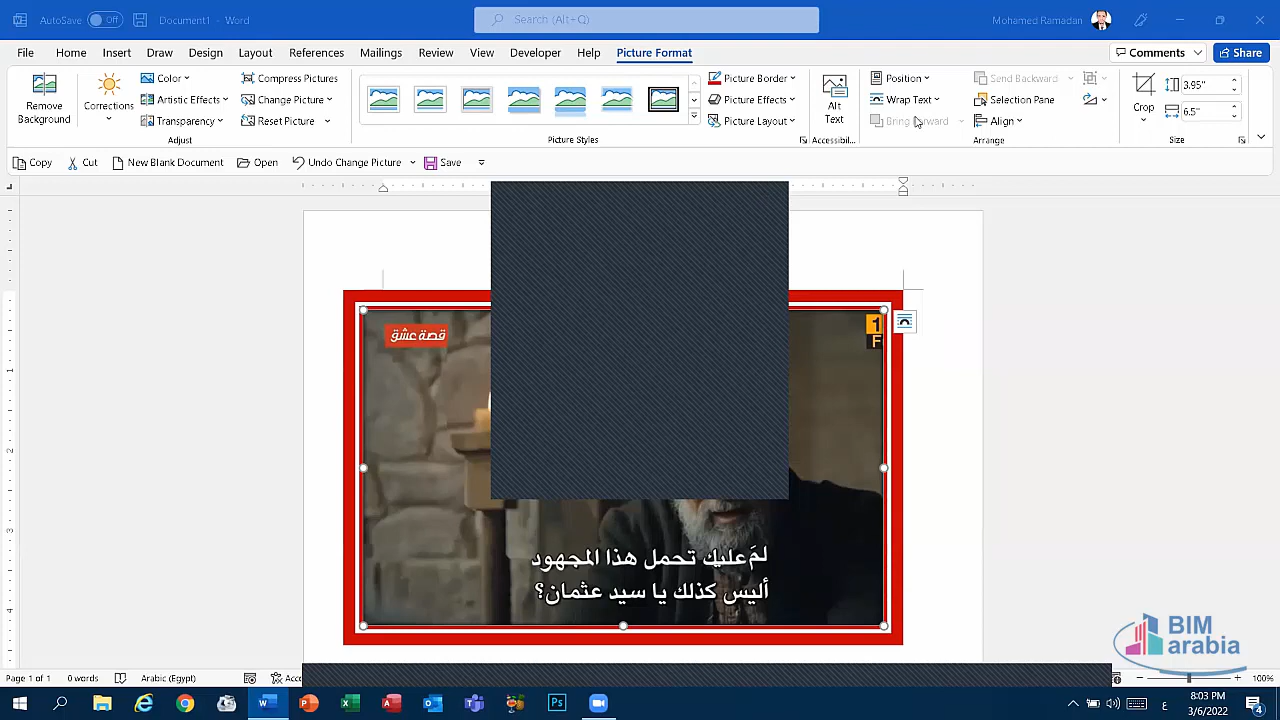 AutoSave Off Document1 - Word Search (Alt+Q) Mohamed Ramadan
File Home Insert Draw Design Layout References Mailings Review View Developer Help Picture Format Comments Share
Remove Background
Corrections
Color
Artistic Effects
Transparency
Compress Pictures
Change Picture
Reset Picture
Adjust
Picture Styles
Picture Border
Picture Effects
Picture Layout
Alt Text
Accessibil...
Position
Wrap Text
Bring Forward
Send Backward
Selection Pane
Align
Arrange
Crop
3.95"
6.5"
Size
Copy Cut New Blank Document Open Undo Change Picture Save
قصة عشق
1
F
لمَ عليك تحمل هذا المجهود
أليس كذلك يا سيد عثمان؟
BIM
arabia
Page 1 of 1 0 words Arabic (Egypt) 100%
8:03 PM
3/6/2022